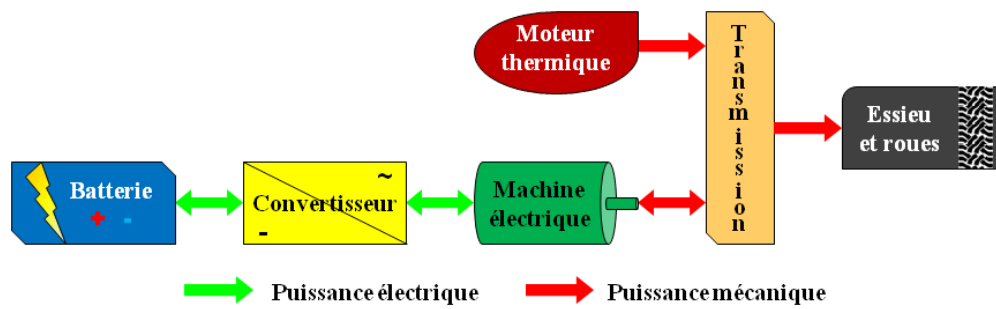 Moteur
thermique
Transmission
Essieu
et roues
Batterie
+ -
~
Convertisseur
-
Machine
électrique
Puissance électrique
Puissance mécanique